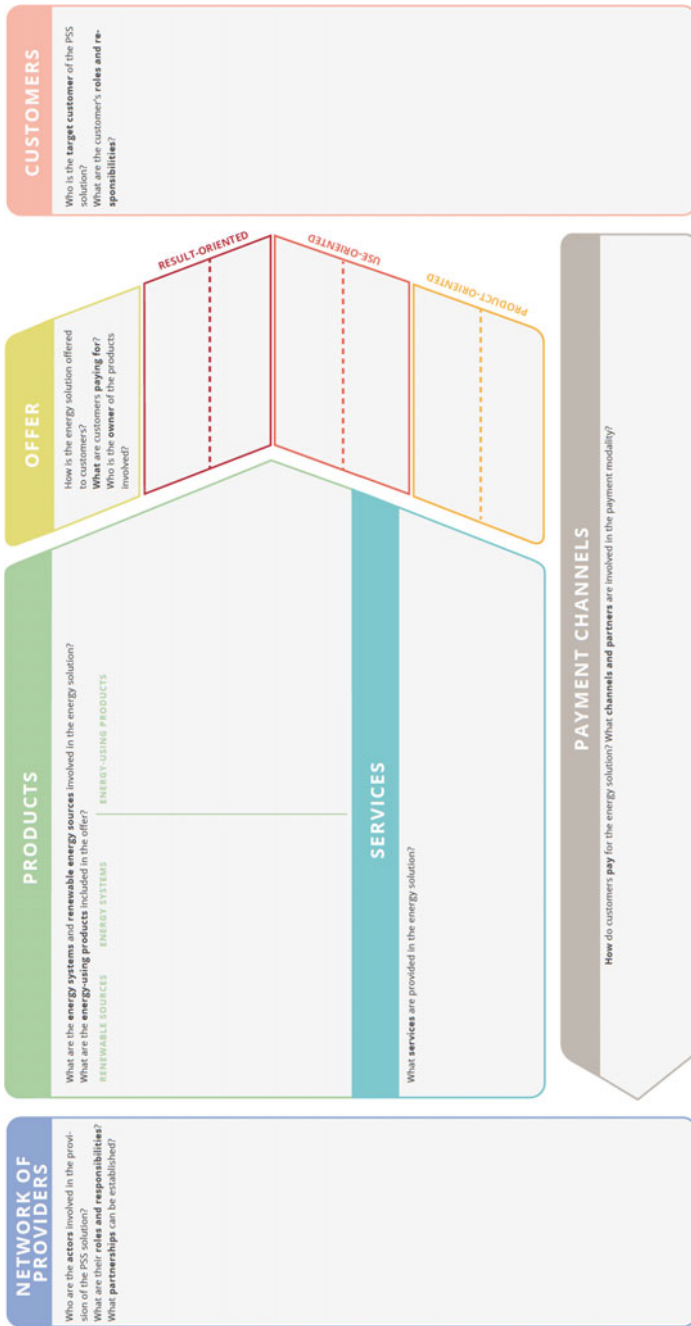 NETWORK OF
PROVIDERS
Who are the actors involved in the provi-
sion of the PSS solution?
What are their roles and responsibilities?
What partnerships can be established?
PRODUCTS
What are the energy systems and renewable energy sources involved in the energy solution?
What are the energy-using products included in the offer?
RENEWABLE SOURCES
ENERGY SYSTEMS
ENERGY-USING PRODUCTS
SERVICES
What services are provided in the energy solution?
OFFER
How is the energy solution offered
to customers?
What are customers paying for?
Who is the owner of the products
involved?
RESULT-ORIENTED
USE-ORIENTED
PRODUCT-ORIENTED
CUSTOMERS
Who is the target customer of the PSS
solution?
What are the customer's roles and re-
sponsibilities?
PAYMENT CHANNELS
How do customers pay for the energy solution? What channels and partners are involved in the payment modality?